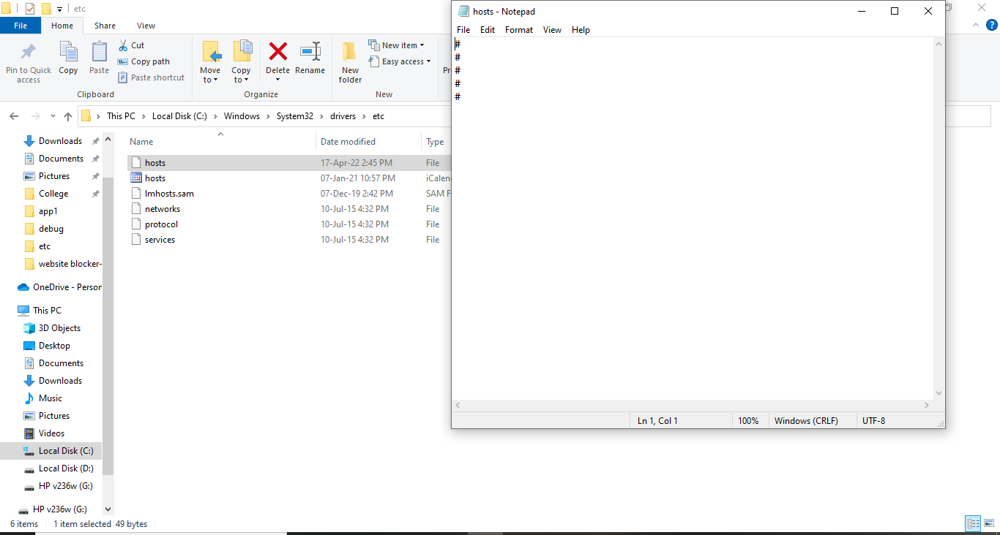 etc
File Home Share View
Pin to Quick access
Copy
Paste
Cut
Copy path
Paste shortcut
Clipboard
Move to
Copy to
Delete
Rename
Organize
New folder
New item
Easy access
New
This PC > Local Disk (C:) > Windows > System32 > drivers > etc
Downloads
Documents
Pictures
College
app1
debug
etc
website blocker-
OneDrive - Person
This PC
3D Objects
Desktop
Documents
Downloads
Music
Pictures
Videos
Local Disk (C:)
Local Disk (D:)
HP v236w (G:)
HP v236w (G:)
Name Date modified Type
hosts 17-Apr-22 2:45 PM File
hosts 07-Jan-21 10:57 PM iCalen
lmhosts.sam 07-Dec-19 2:42 PM SAM F
networks 10-Jul-15 4:32 PM File
protocol 10-Jul-15 4:32 PM File
services 10-Jul-15 4:32 PM File
6 items 1 item selected 49 bytes
hosts - Notepad
File Edit Format View Help
#
#
#
#
#
Ln 1, Col 1 100% Windows (CRLF) UTF-8